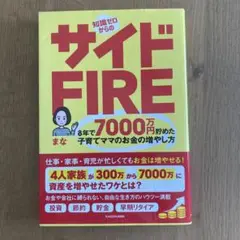 知識ゼロからの
サイド
FIRE
まな
8年で7000万円貯めた
子育てママのお金の増やし方
仕事・家事・育児が忙しくてもお金は増やせる!
4人家族が300万から7000万に
資産を増やせたワケとは?
お金や会社に縛られない、自由な生き方のノウハウ満載
投資 節約 貯金 早期リタイア
KADOKAWA